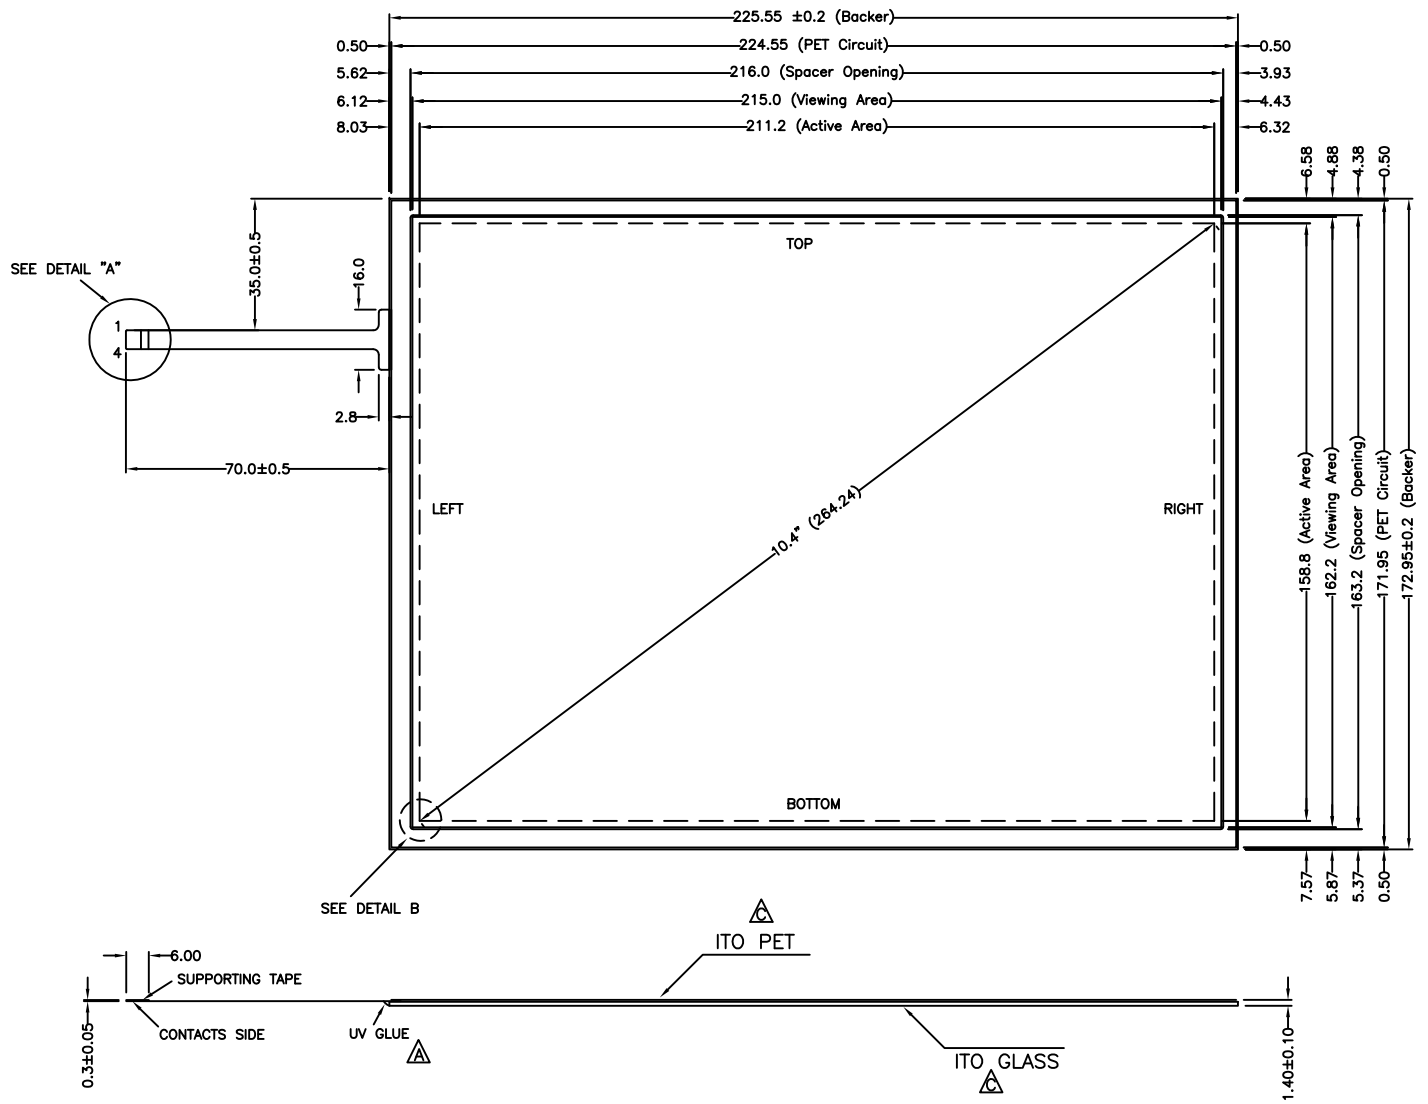 225.55 ±0.2 (Backer)
0.50 224.55 (PET Circuit) 0.50
5.62 216.0 (Spacer Opening) 3.93
6.12 215.0 (Viewing Area) 4.43
8.03 211.2 (Active Area) 6.32
6.58
4.88
4.38
0.50
TOP
35.0±0.5
16.0
SEE DETAIL "A"
1
4
2.8
70.0±0.5
LEFT
RIGHT
10.4" (264.24)
158.8 (Active Area)
162.2 (Viewing Area)
163.2 (Spacer Opening)
171.95 (PET Circuit)
172.95±0.2 (Backer)
BOTTOM
7.57
5.87
5.37
0.50
SEE DETAIL B
C
ITO PET
6.00
SUPPORTING TAPE
0.3±0.05
CONTACTS SIDE
UV GLUE
A
ITO GLASS
C
1.40±0.10